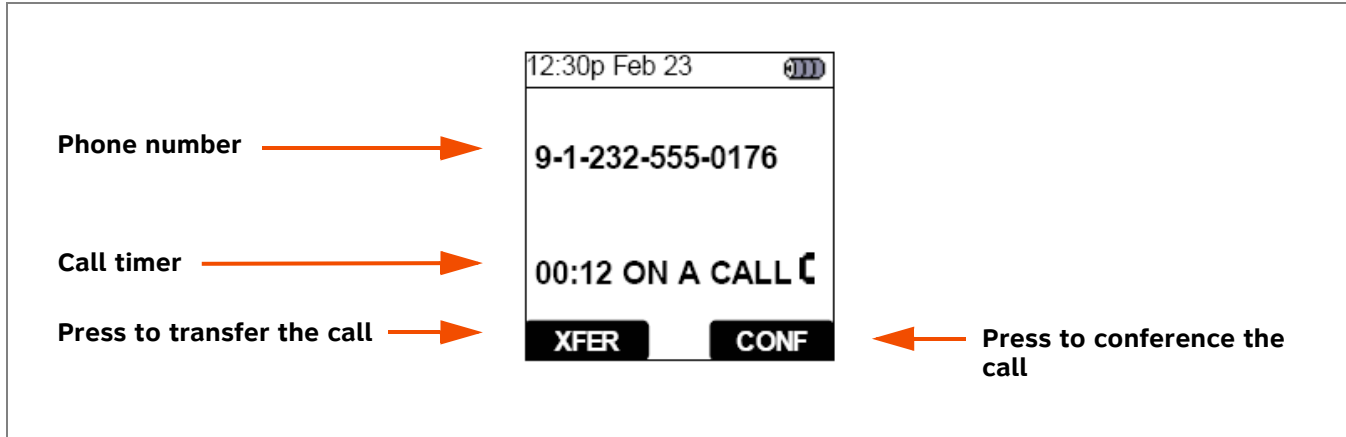 12:30p Feb 23
Phone number
9-1-232-555-0176
Call timer
00:12 ON A CALL
Press to transfer the call
XFER
CONF
Press to conference the
call